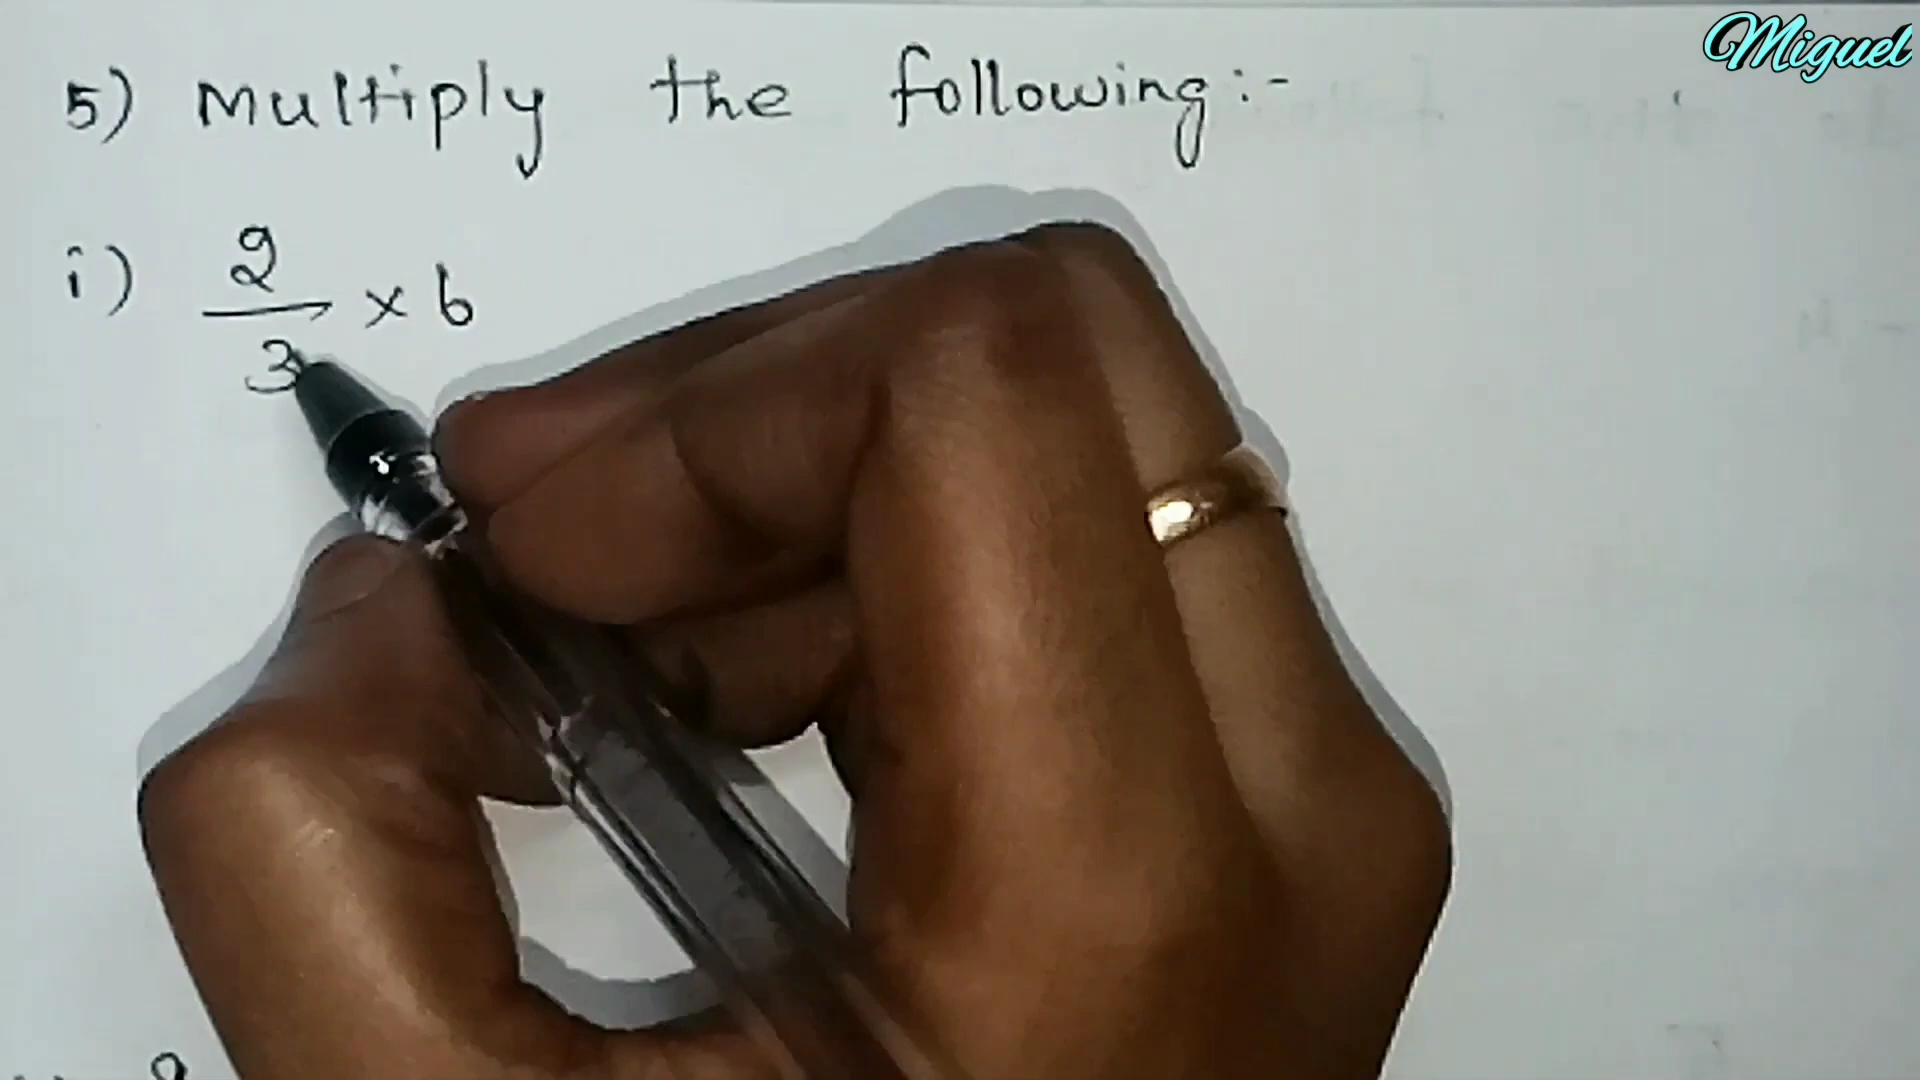 Miguel
5) Multiply the following:-
i) 2/3 × 6